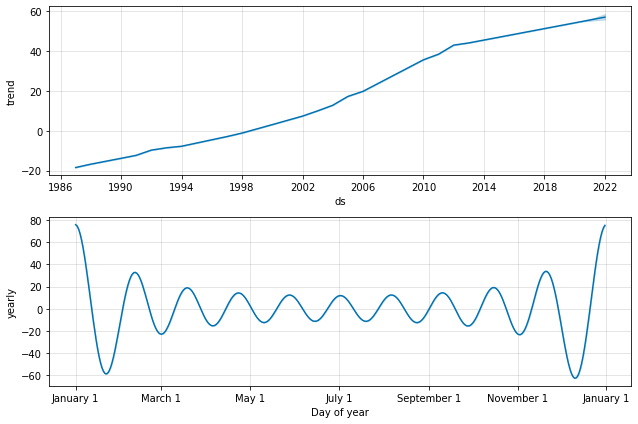 60
40
20
0
−20
trend
1986 1990 1994 1998 2002 2006 2010 2014 2018 2022
ds
80
60
40
20
0
−20
−40
−60
yearly
January 1 March 1 May 1 July 1 September 1 November 1 January 1
Day of year